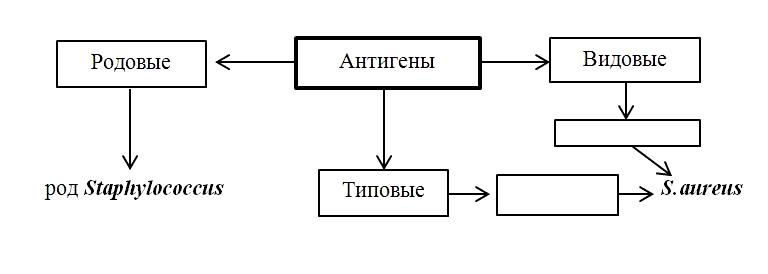 Родовые
Антигены
Видовые
род Staphylococcus
Типовые
S.aureus